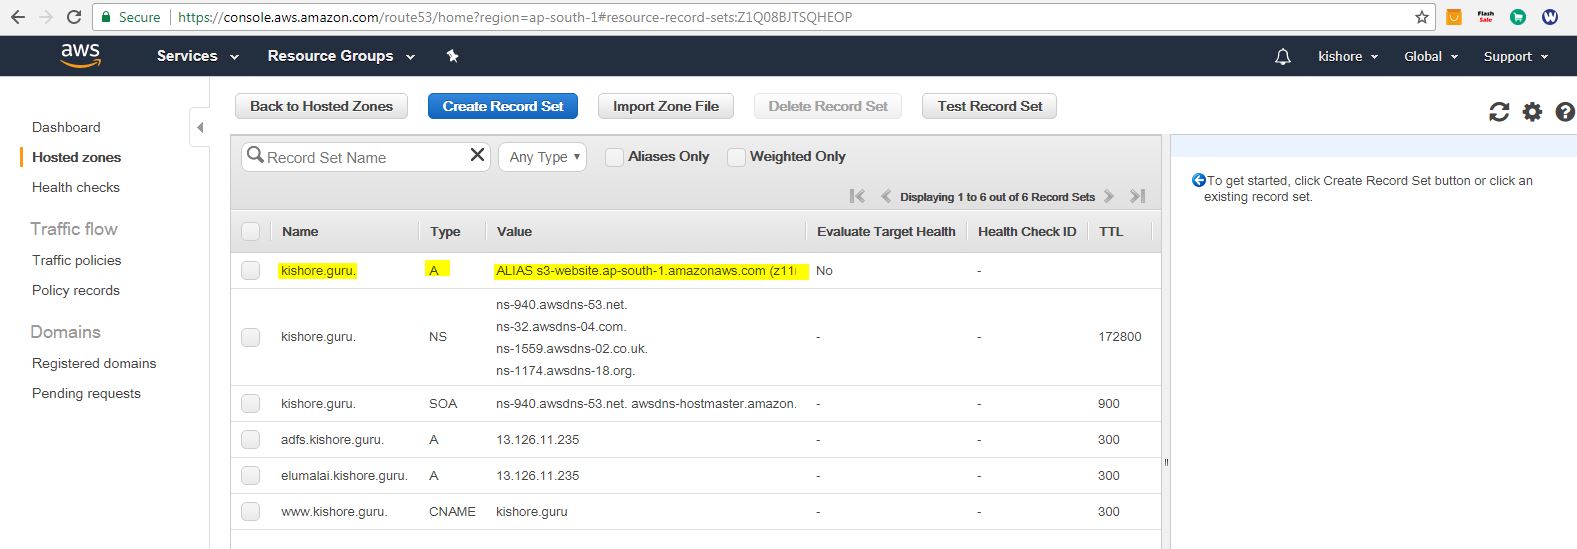 Secure https://console.aws.amazon.com/route53/home?region=ap-south-1#resource-record-sets:Z1Q08BJTSQHEOP
Flash Sale
W
aws Services Resource Groups kishore Global Support
Dashboard
Hosted zones
Health checks
Traffic flow
Traffic policies
Policy records
Domains
Registered domains
Pending requests
Back to Hosted Zones Create Record Set Import Zone File Delete Record Set Test Record Set
Record Set Name Any Type Aliases Only Weighted Only
Displaying 1 to 6 out of 6 Record Sets
Name Type Value Evaluate Target Health Health Check ID TTL
kishore.guru. A ALIAS s3-website.ap-south-1.amazonaws.com (z11 No -
ns-940.awsdns-53.net.
ns-32.awsdns-04.com.
kishore.guru. NS - - 172800
ns-1559.awsdns-02.co.uk.
ns-1174.awsdns-18.org.
kishore.guru. SOA ns-940.awsdns-53.net. awsdns-hostmaster.amazon. - - 900
adfs.kishore.guru. A 13.126.11.235 - - 300
elumalai.kishore.guru. A 13.126.11.235 - - 300
www.kishore.guru. CNAME kishore.guru - - 300
To get started, click Create Record Set button or click an
existing record set.